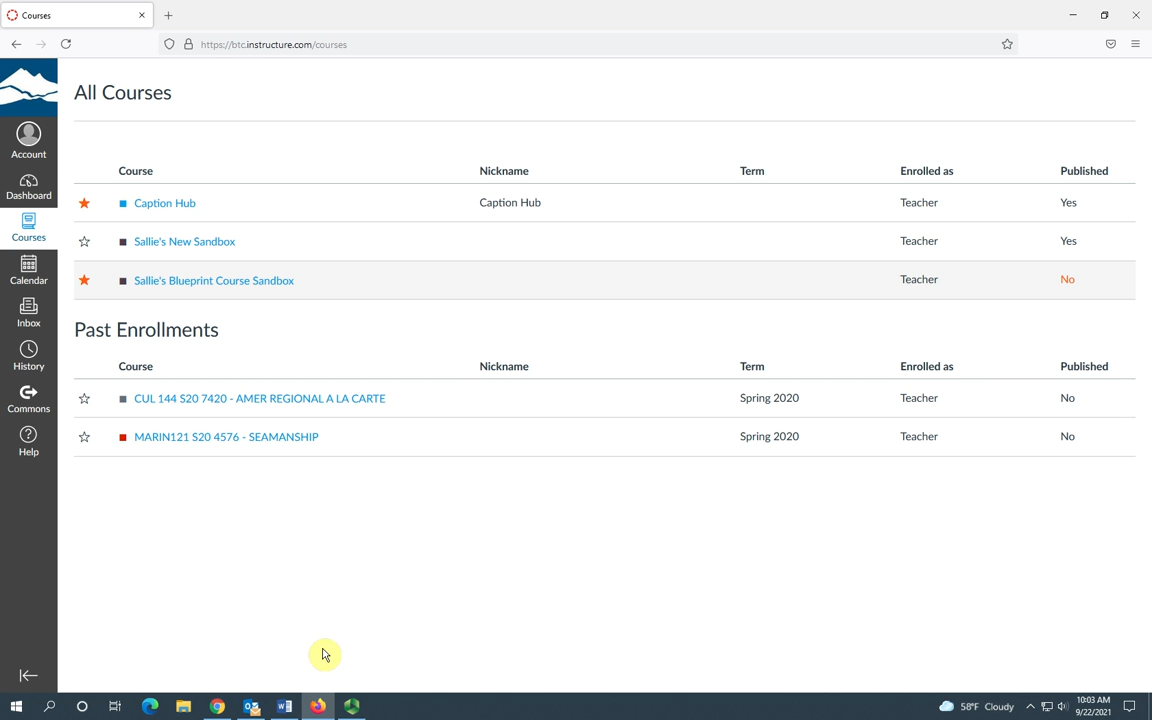 Courses
https://btc.instructure.com/courses
All Courses
Account
Dashboard
Courses
Calendar
Inbox
History
Commons
Help
Course Nickname Term Enrolled as Published
Caption Hub Caption Hub Teacher Yes
Sallie's New Sandbox Teacher Yes
Sallie's Blueprint Course Sandbox Teacher No
Past Enrollments
Course Nickname Term Enrolled as Published
CUL 144 S20 7420 - AMER REGIONAL A LA CARTE Spring 2020 Teacher No
MARIN121 S20 4576 - SEAMANSHIP Spring 2020 Teacher No
58°F Cloudy
10:03 AM
9/22/2021